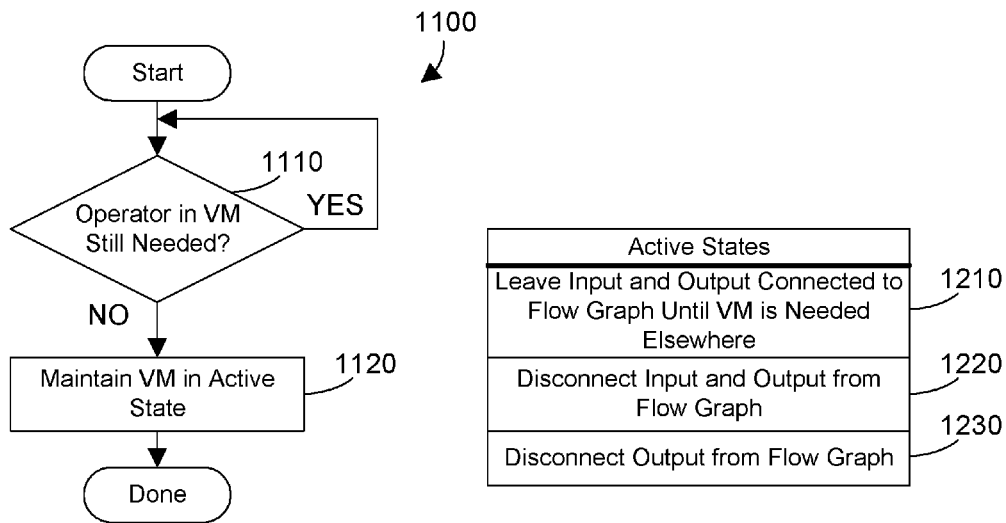 1100
Start
1110
Operator in VM
Still Needed?
YES
NO
Maintain VM in Active
State
1120
Done
Active States
Leave Input and Output Connected to
Flow Graph Until VM is Needed
Elsewhere
1210
Disconnect Input and Output from
Flow Graph
1220
Disconnect Output from Flow Graph
1230